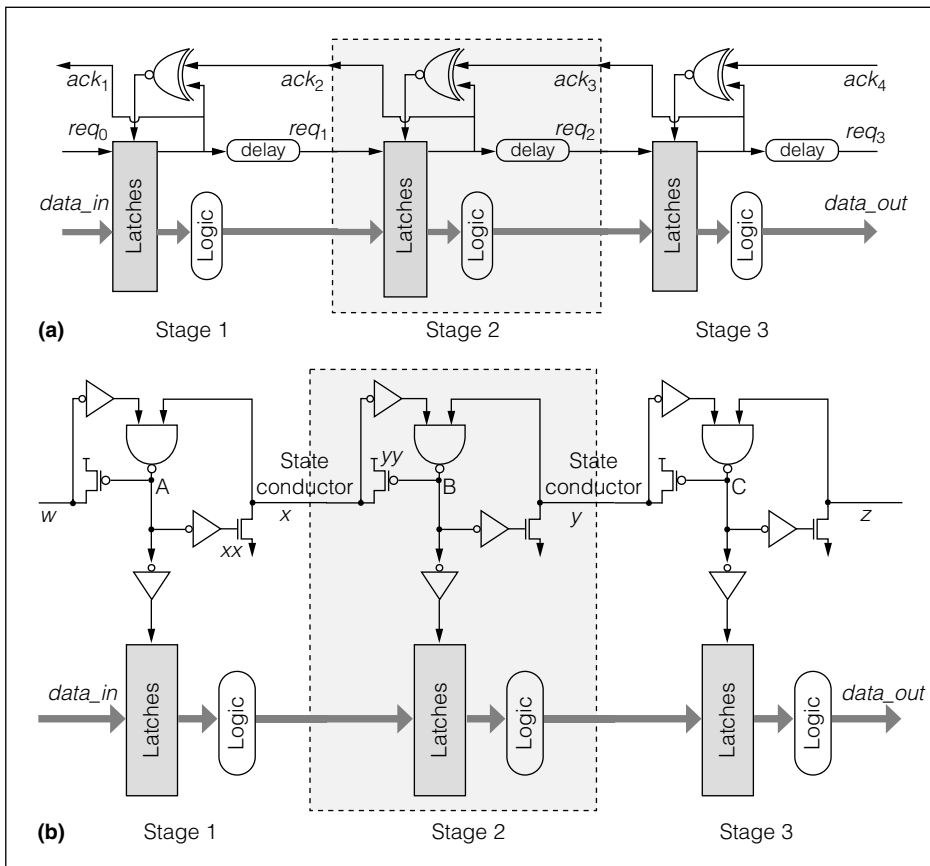 ack1 ack2 ack3 ack4
req0 delay req1 delay req2 delay req3
data_in Latches Logic Latches Logic Latches Logic data_out
(a) Stage 1 Stage 2 Stage 3
A yy B C
State
conductor
State
conductor
w xx x y z
data_in Latches Logic Latches Logic Latches Logic data_out
(b) Stage 1 Stage 2 Stage 3